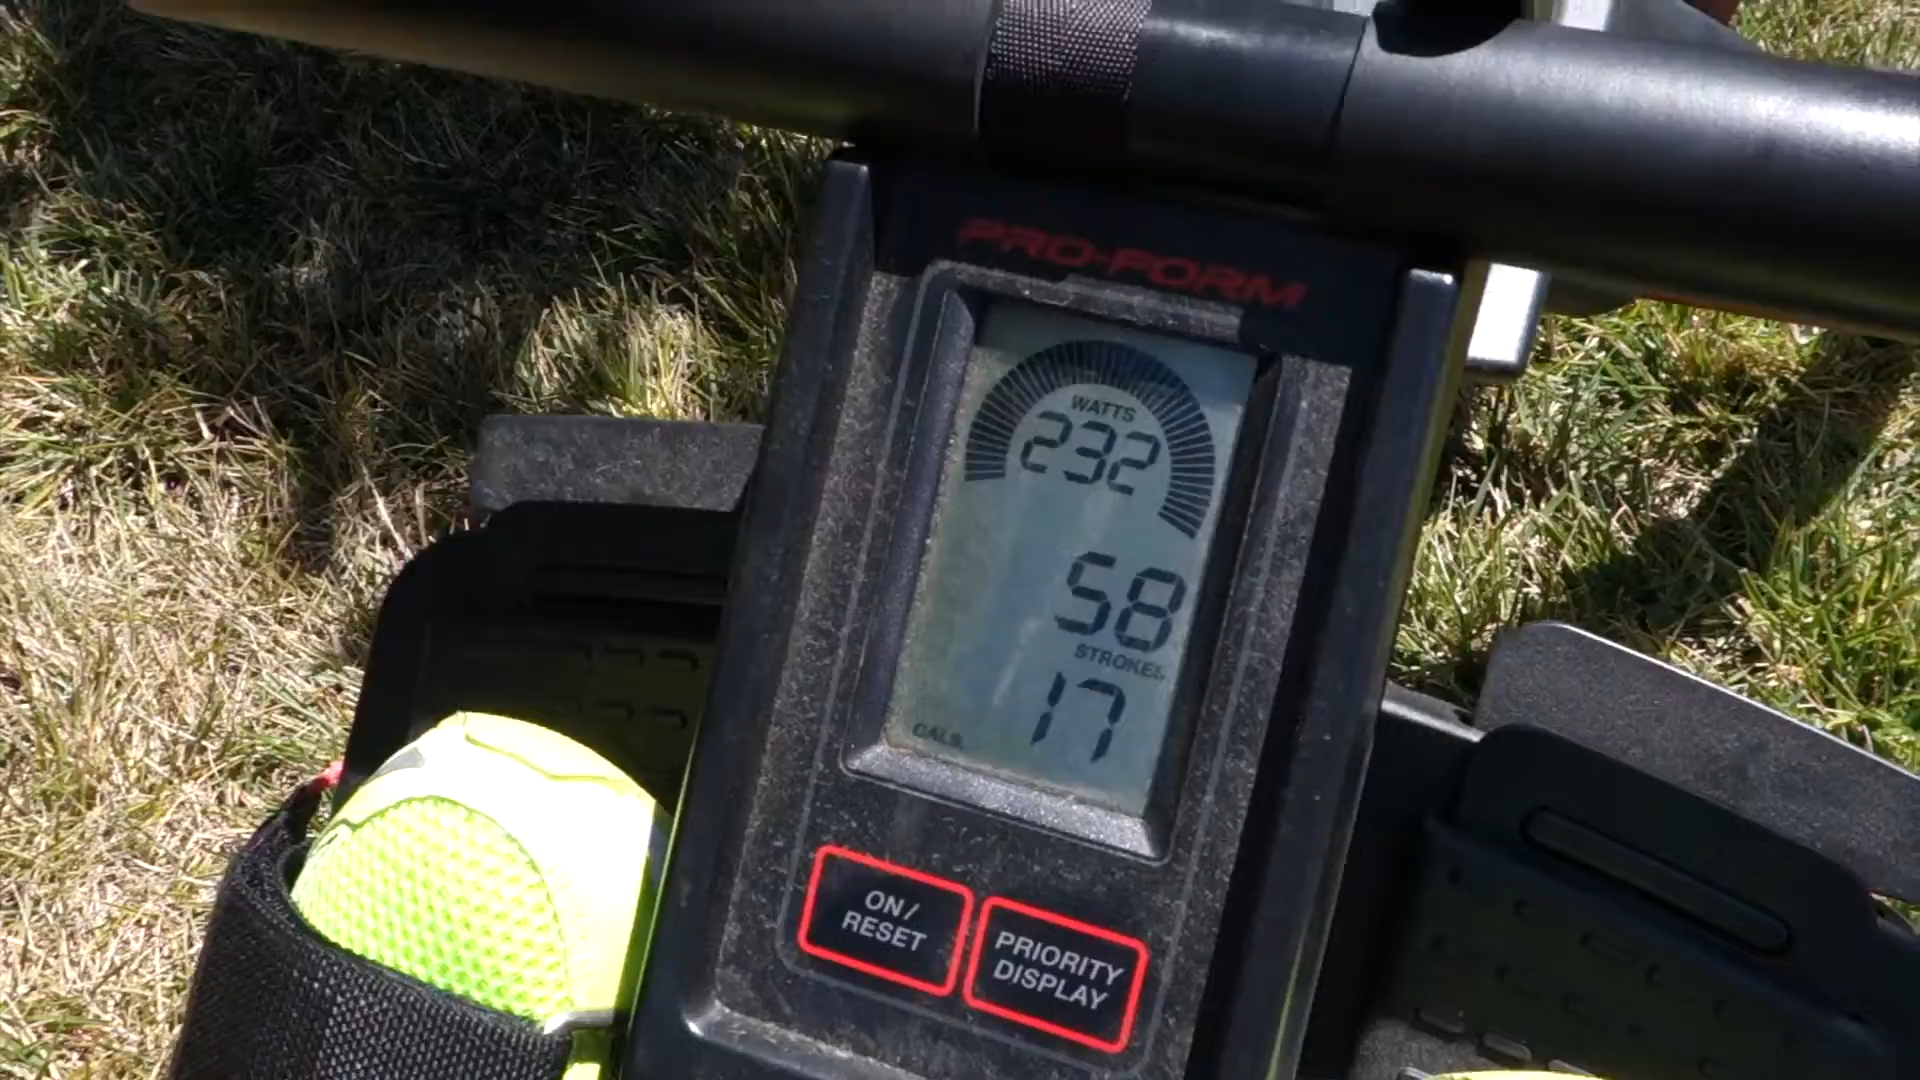 PRO-FORM
WATTS
232
58
STROKES
17
CALS.
ON/
RESET
PRIORITY
DISPLAY